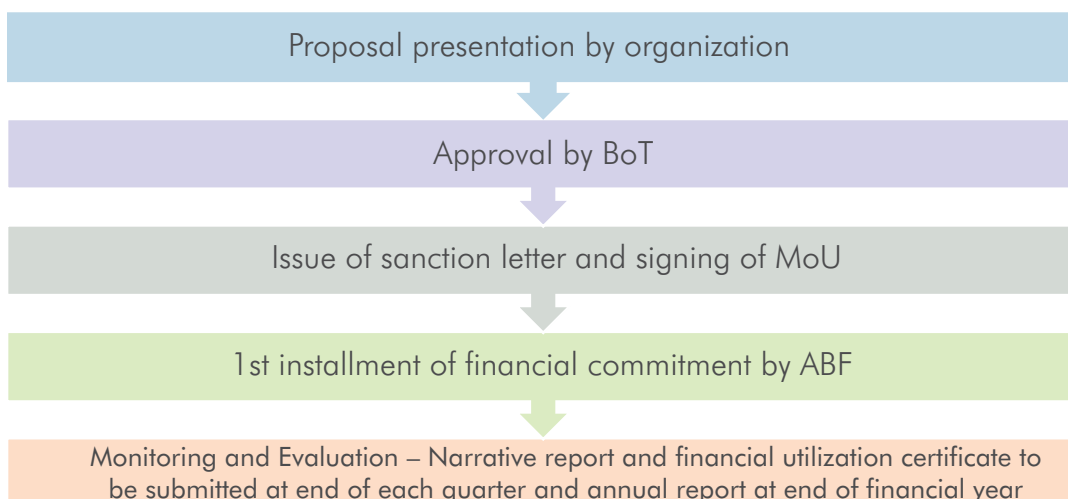 Proposal presentation by organization
Approval by BoT
Issue of sanction letter and signing of MoU
1st installment of financial commitment by ABF
Monitoring and Evaluation – Narrative report and financial utilization certificate to
be submitted at end of each quarter and annual report at end of financial year